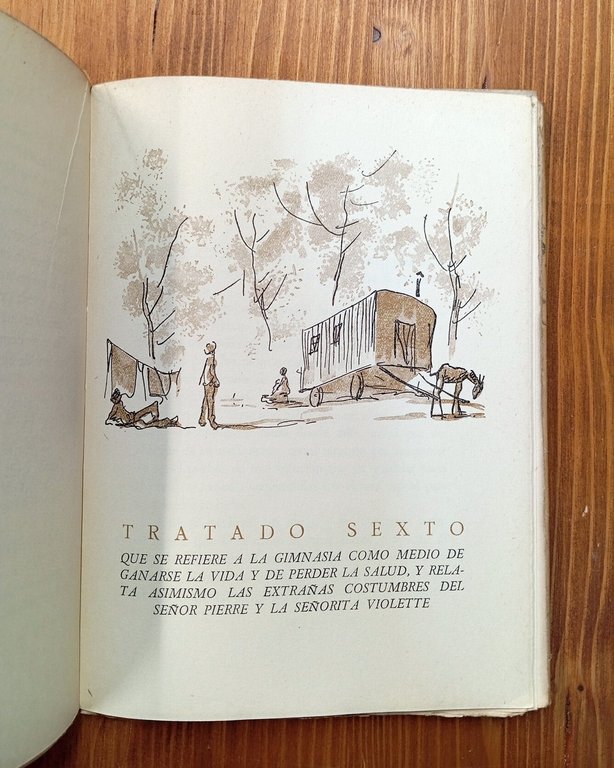 TRATADO SEXTO
QUE SE REFIERE A LA GIMNASIA COMO MEDIO DE
GANARSE LA VIDA Y DE PERDER LA SALUD, Y RELA-
TA ASIMISMO LAS EXTRAÑAS COSTUMBRES DEL
SEÑOR PIERRE Y LA SEÑORITA VIOLETTE